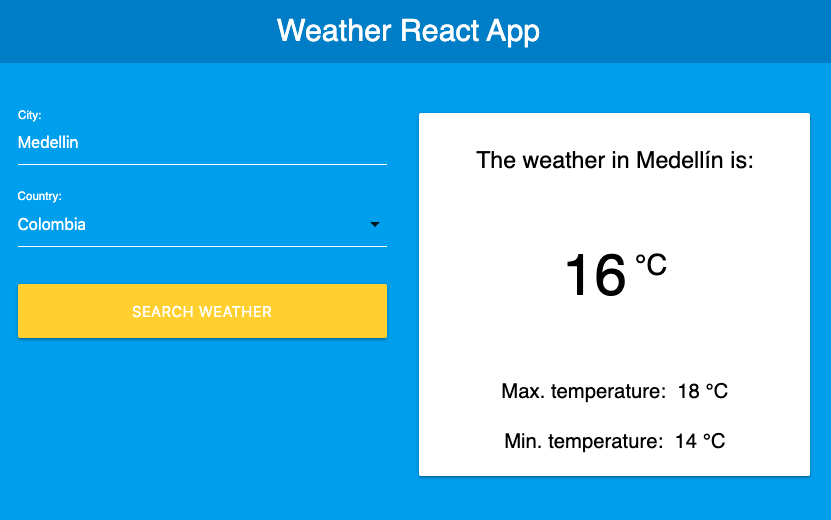 Weather React App
City:
Medellin
Country:
Colombia
SEARCH WEATHER
The weather in Medellín is:
16 °C
Max. temperature: 18 °C
Min. temperature: 14 °C